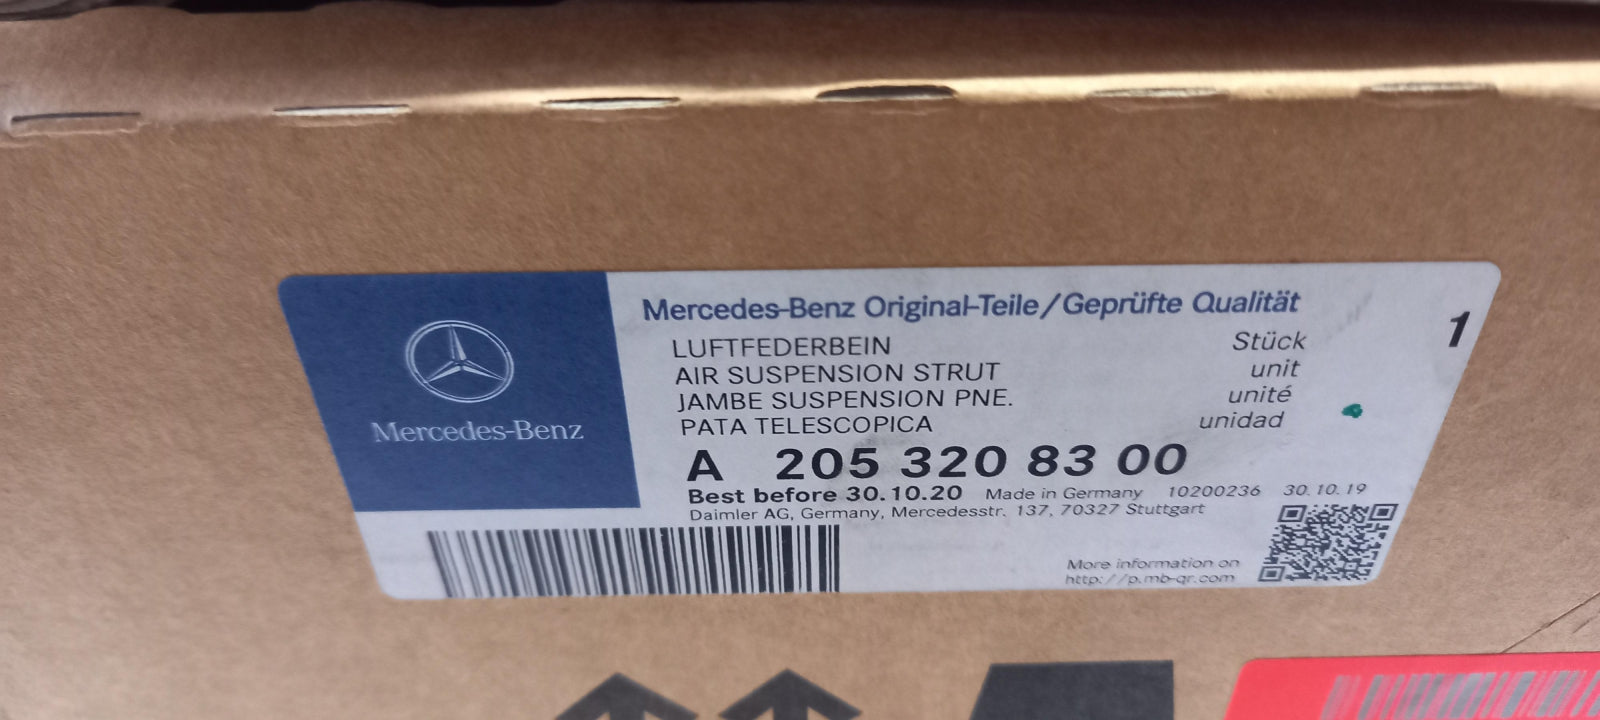 Mercedes-Benz
Mercedes-Benz Original-Teile/Geprüfte Qualität
LUFTFEDERBEIN Stück 1
AIR SUSPENSION STRUT unit
JAMBE SUSPENSION PNE. unité
PATA TELESCOPICA unidad
A 205 320 83 00
Best before 30.10.20 Made in Germany 10200236 30.10.19
Daimler AG, Germany, Mercedesstr. 137, 70327 Stuttgart
More information on
http://p.mb-qr.com